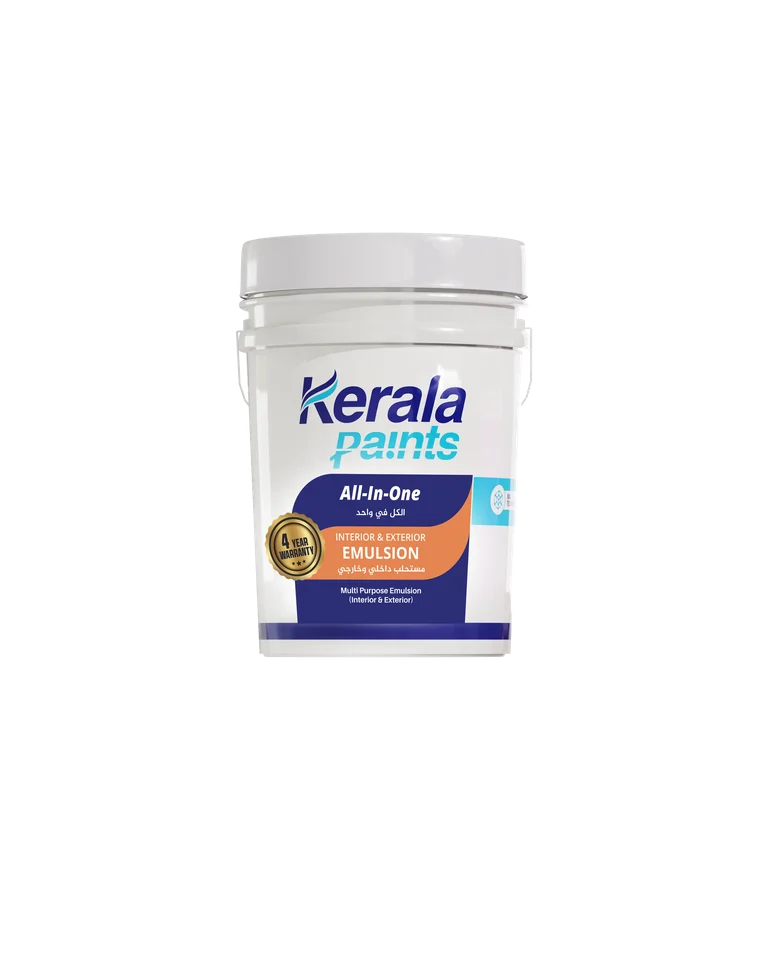 Kerala
paints
All-In-One
الكل في واحد
4 YEAR
WARRANTY
INTERIOR & EXTERIOR
EMULSION
مستحلب داخلي وخارجي
Multi Purpose Emulsion
(Interior & Exterior)